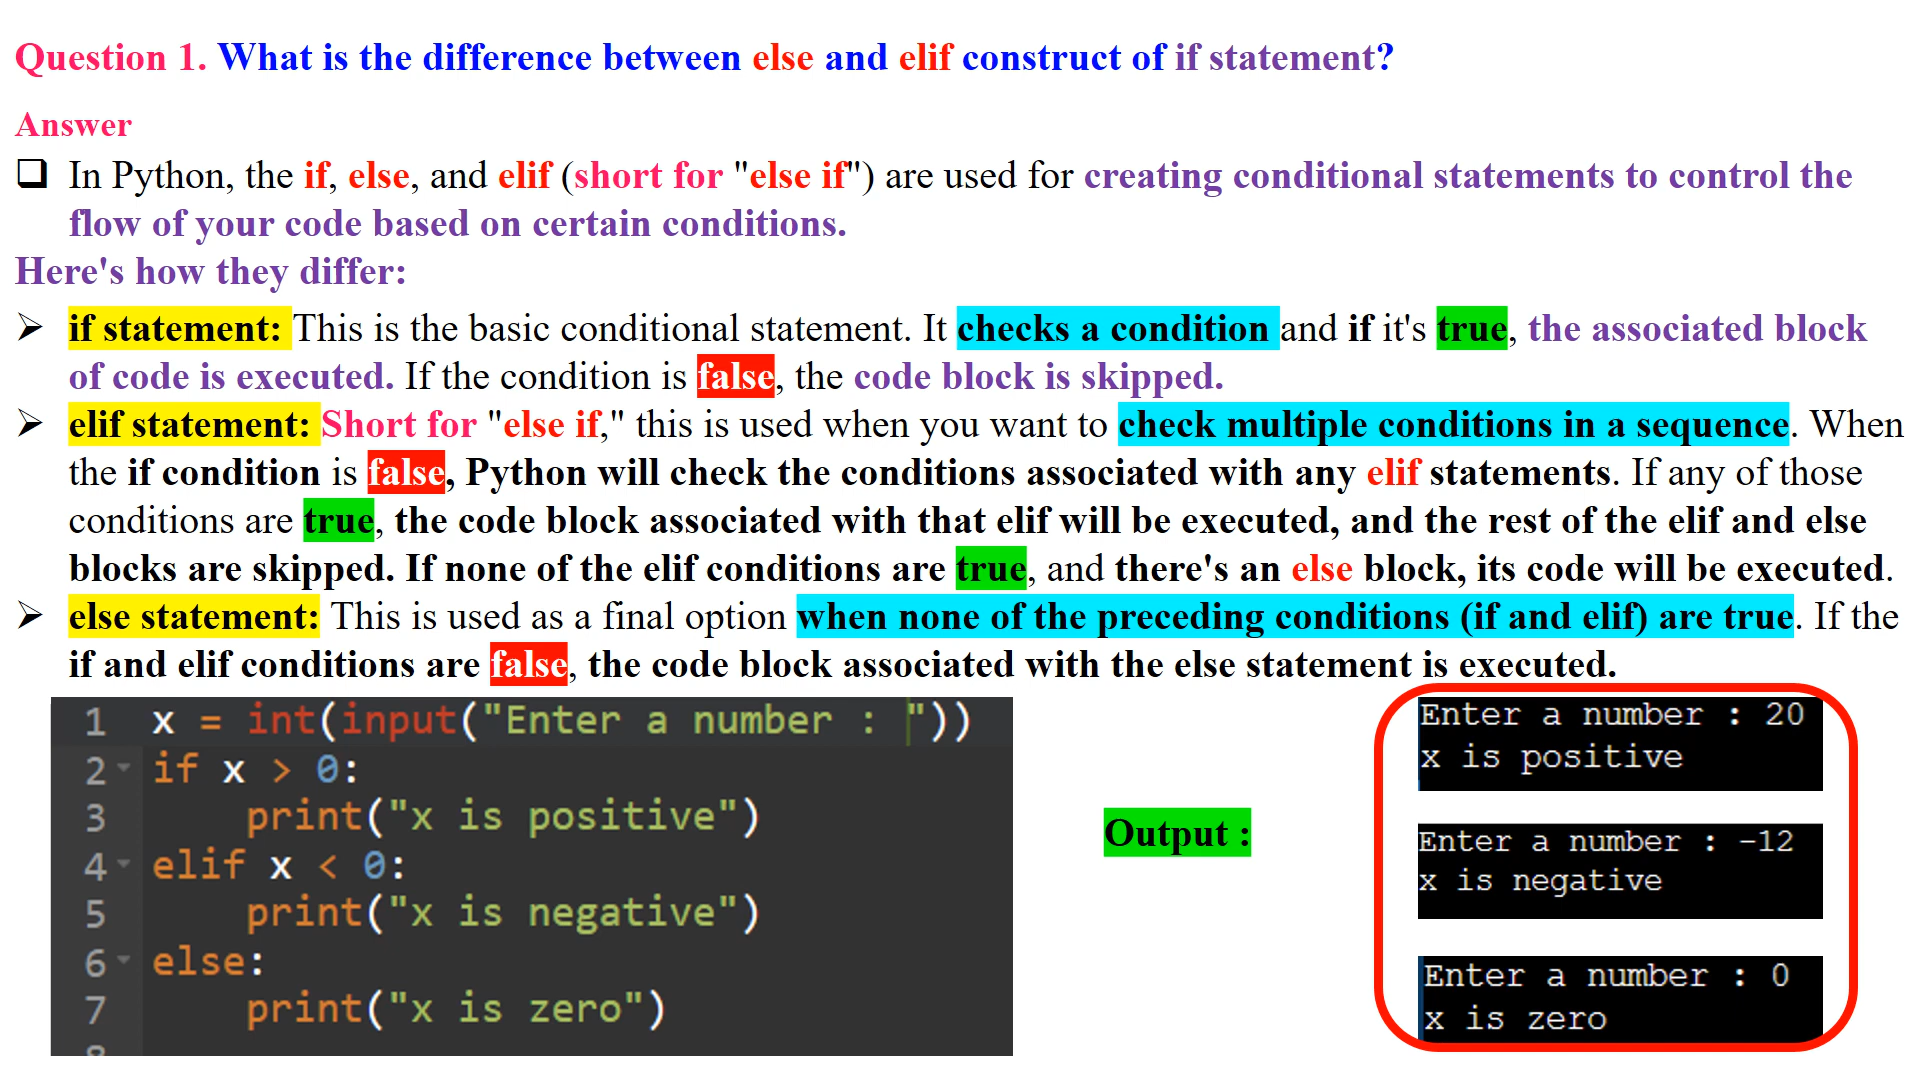 Question 1. What is the difference between else and elif construct of if statement?
Answer
In Python, the if, else, and elif (short for "else if") are used for creating conditional statements to control the
flow of your code based on certain conditions.
Here's how they differ:
if statement: This is the basic conditional statement. It checks a condition and if it's true, the associated block
of code is executed. If the condition is false, the code block is skipped.
elif statement: Short for "else if," this is used when you want to check multiple conditions in a sequence. When
the if condition is false, Python will check the conditions associated with any elif statements. If any of those
conditions are true, the code block associated with that elif will be executed, and the rest of the elif and else
blocks are skipped. If none of the elif conditions are true, and there's an else block, its code will be executed.
else statement: This is used as a final option when none of the preceding conditions (if and elif) are true. If the
if and elif conditions are false, the code block associated with the else statement is executed.
1 x = int(input("Enter a number : "))
2 if x > 0:
3 print("x is positive")
4 elif x < 0:
5 print("x is negative")
6 else:
7 print("x is zero")
Output :
Enter a number : 20
x is positive
Enter a number : -12
x is negative
Enter a number : 0
x is zero